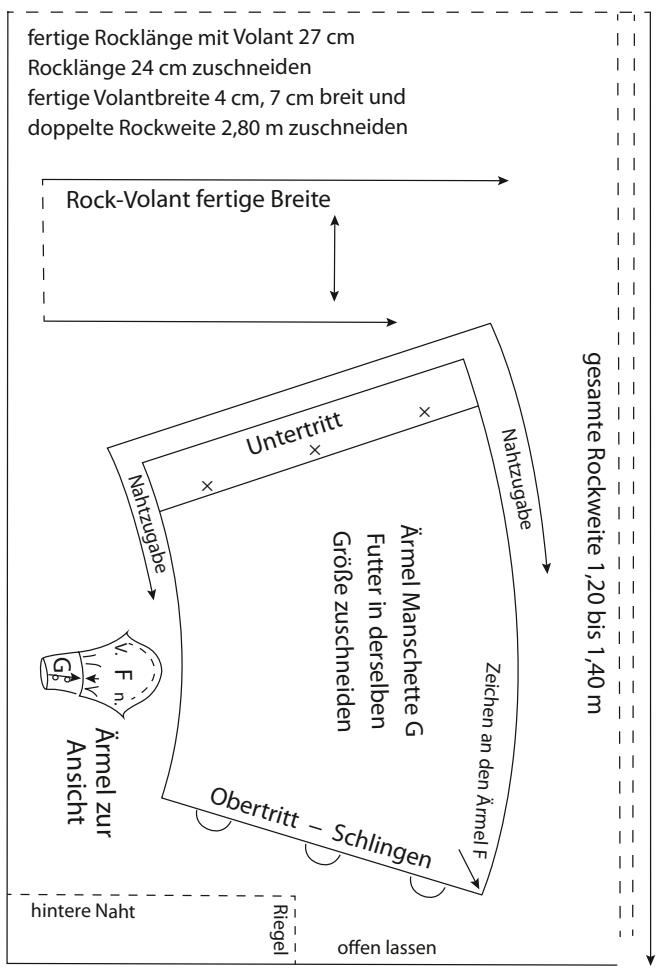 fertige Rocklänge mit Volant 27 cm
Rocklänge 24 cm zuschneiden
fertige Volantbreite 4 cm, 7 cm breit und
doppelte Rockweite 2,80 m zuschneiden
Rock-Volant fertige Breite
gesamte Rockweite 1,20 bis 1,40 m
Untertritt
Nahtzugabe
Nahtzugabe
Ärmel Manschette G
Futter in derselben
Größe zuschneiden
Zeichen an den Ärmel F
v. F n.
G
Ärmel zur
Ansicht
Obertritt – Schlingen
hintere Naht
Riegel
offen lassen